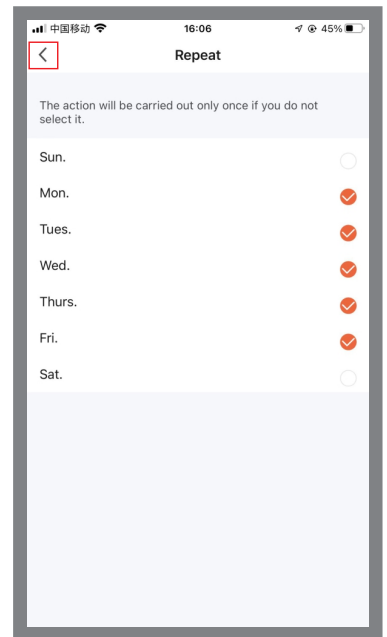 中国移动 16:06 45%
Repeat
The action will be carried out only once if you do not
select it.
Sun.
Mon.
Tues.
Wed.
Thurs.
Fri.
Sat.